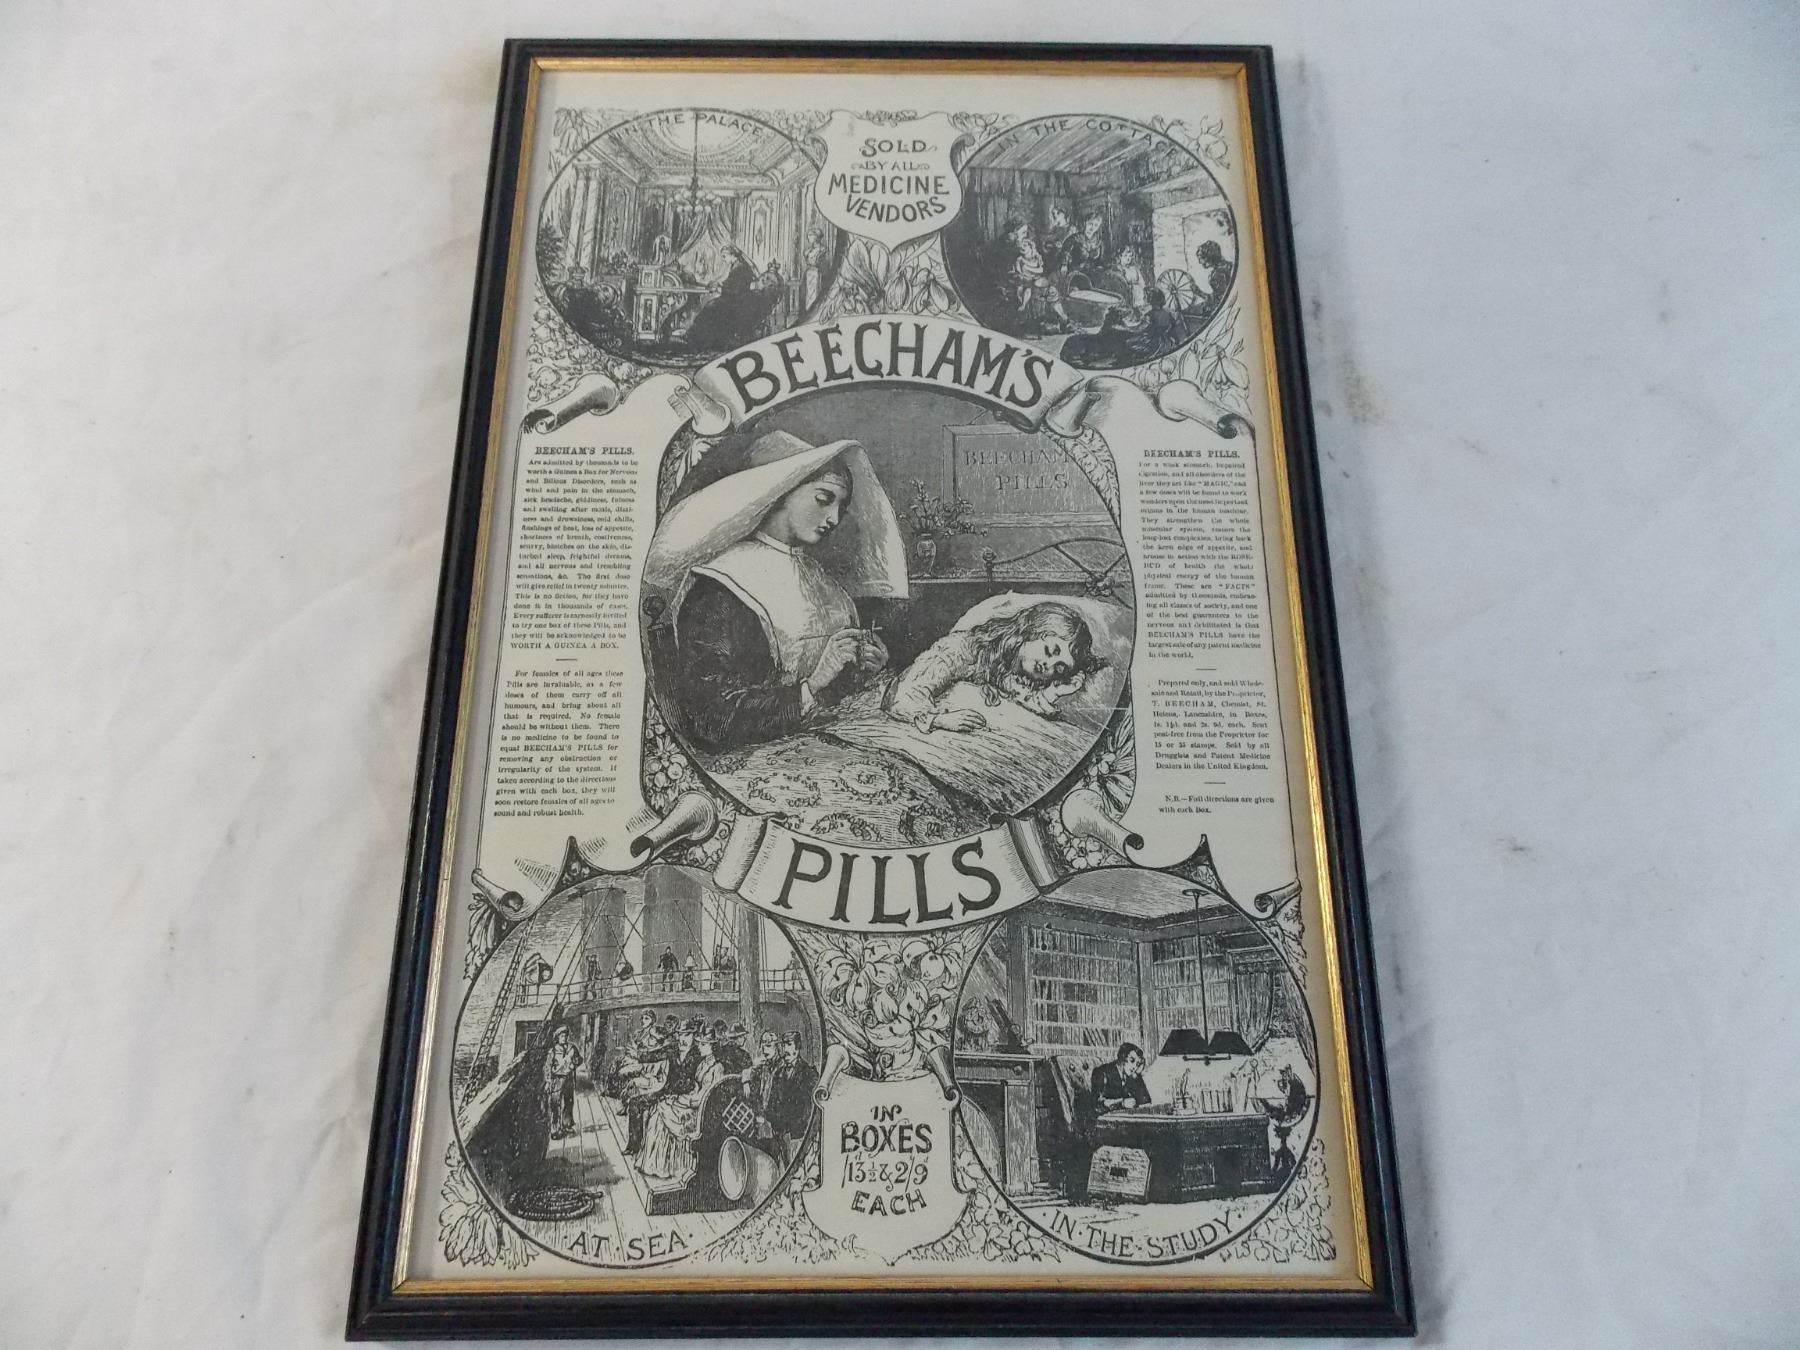 IN THE PALACE
SOLD
BY ALL
MEDICINE
VENDORS
IN THE COTTAGE
BEECHAM'S
BEECHAM'S
PILLS
BEECHAM'S PILLS.
Are admitted by thousands to be
worth a Guinea a Box for Nervous
and Bilious Disorders, such as
wind and pain in the stomach,
sick headache, giddiness, fulness
and swelling after meals, dizzi-
ness and drowsiness, cold chills,
flushings of heat, loss of appetite,
shortness of breath, costiveness,
scurvy, blotches on the skin, dis-
turbed sleep, frightful dreams,
and all nervous and trembling
sensations, &c. The first dose
will give relief in twenty minutes.
This is no fiction, for they have
done it in thousands of cases.
Every sufferer is earnestly invited
to try one box of these Pills, and
they will be acknowledged to be
WORTH A GUINEA A BOX.
For females of all ages these
Pills are invaluable, as a few
doses of them carry off all
humours, and bring about all
that is required. No female
should be without them. There
is no medicine to be found to
equal BEECHAM'S PILLS for
removing any obstruction or
irregularity of the system. If
taken according to the directions
given with each box, they will
soon restore females of all ages to
sound and robust health.
BEECHAM'S PILLS.
For a weak stomach, impaired
digestion, and all disorders of the
liver they act like "MAGIC," and
a few doses will be found to work
wonders upon the most important
organs in the human machine.
They strengthen the whole
muscular system, restore the
long-lost complexion, bring back
the keen edge of appetite, and
arouse in action with the ROSE-
BUD of health the whole
physical energy of the human
frame. These are "FACTS"
admitted by thousands, embrac-
ing all classes of society, and one
of the best guarantees to the
nervous and debilitated is that
BEECHAM'S PILLS have the
largest sale of any patent medicine
in the world.
Prepared only, and sold Whole-
sale and Retail, by the Proprietor,
T. BEECHAM, Chemist, St.
Helens, Lancashire, in Boxes,
1s. 1½d. and 2s. 9d. each. Sent
post-free from the Proprietor for
15 or 35 stamps. Sold by all
Druggists and Patent Medicine
Dealers in the United Kingdom.
N.B.—Full directions are given
with each Box.
PILLS
AT SEA
IN
BOXES
1/1½d & 2/9d
EACH
IN·THE·STUDY·